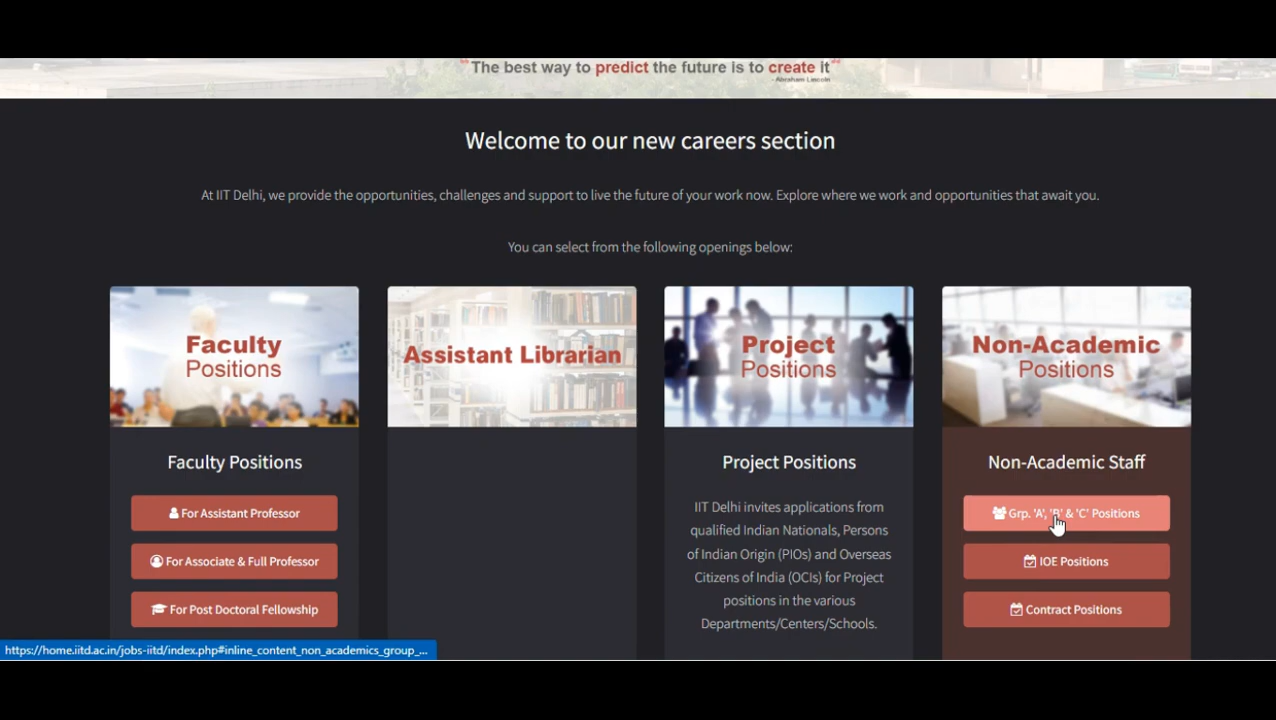 "The best way to predict the future is to create it"
- Abraham Lincoln
Welcome to our new careers section
At IIT Delhi, we provide the opportunities, challenges and support to live the future of your work now. Explore where we work and opportunities that await you.
You can select from the following openings below:
Faculty
Positions
Faculty Positions
For Assistant Professor
For Associate & Full Professor
For Post Doctoral Fellowship
Assistant Librarian
Project
Positions
Project Positions
IIT Delhi invites applications from
qualified Indian Nationals, Persons
of Indian Origin (PIOs) and Overseas
Citizens of India (OCIs) for Project
positions in the various
Departments/Centers/Schools.
Non-Academic
Positions
Non-Academic Staff
Grp. 'A', 'B' & 'C' Positions
IOE Positions
Contract Positions
https://home.iitd.ac.in/jobs-iitd/index.php#inline_content_non_academics_group_...